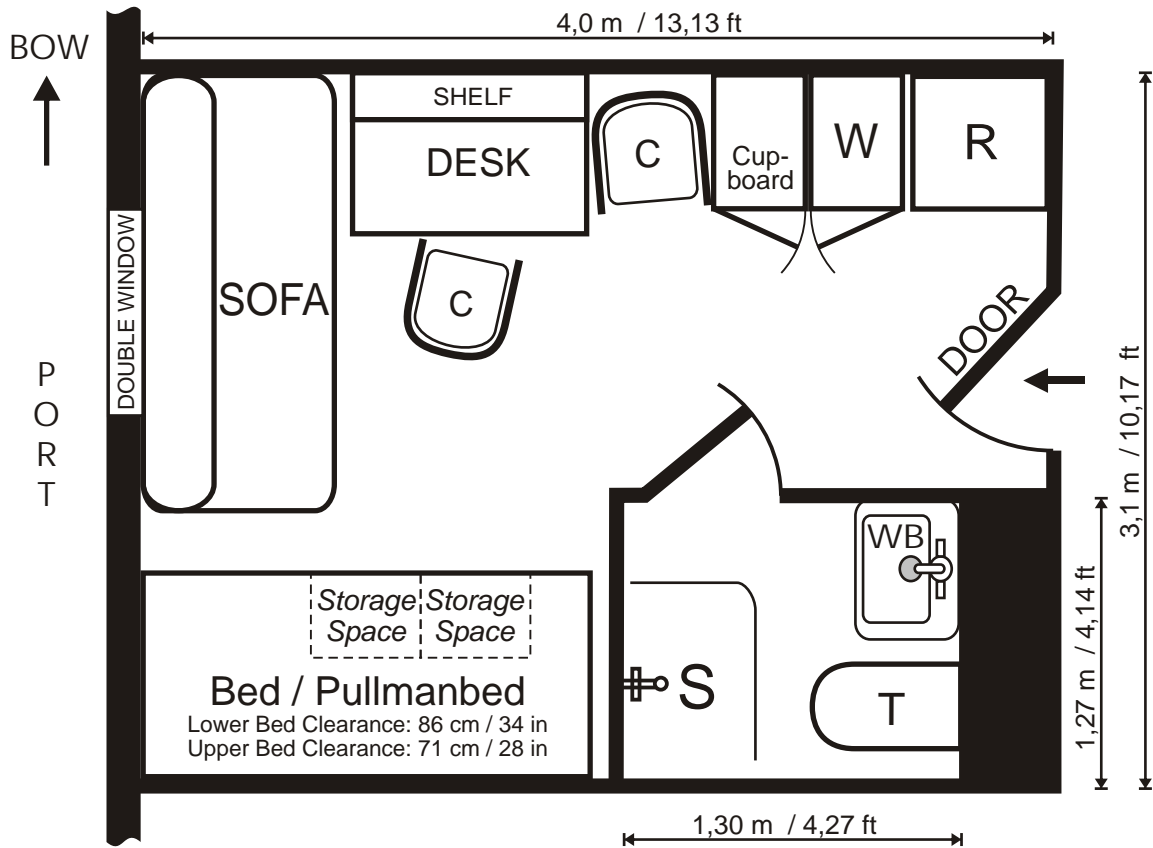 4,0 m / 13,13 ft
BOW
SHELF
DESK
C
Cup-
board
W
R
DOUBLE WINDOW
SOFA
C
DOOR
PORT
3,1 m / 10,17 ft
WB
1,27 m / 4,14 ft
Storage Space
Storage Space
Bed / Pullmanbed
Lower Bed Clearance: 86 cm / 34 in
Upper Bed Clearance: 71 cm / 28 in
S
T
1,30 m / 4,27 ft